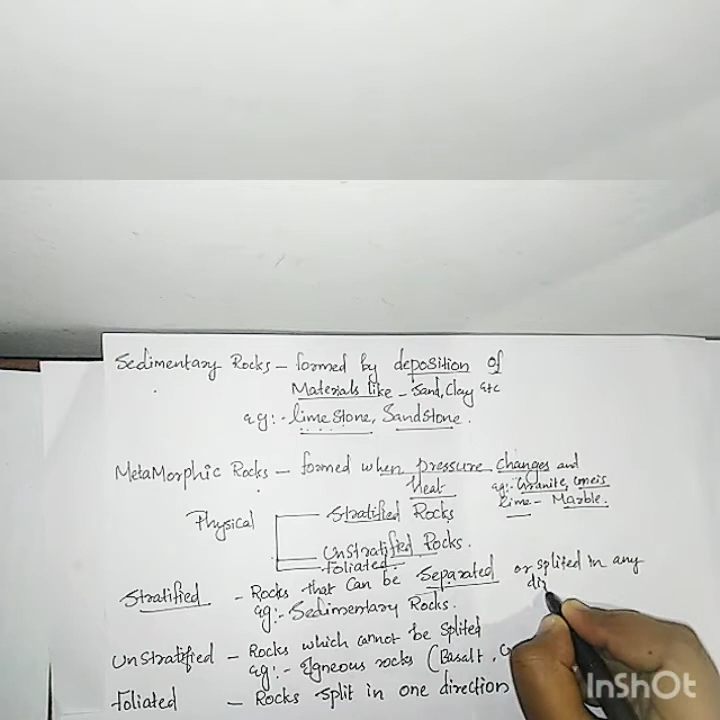 Sedimentary Rocks - formed by deposition of
Materials like - Sand, Clay etc
eg:- limestone, Sandstone.
MetaMorphic Rocks - formed when pressure changes and
Heat
eg:- Granite, Gneis
Lime - Marble.
Physical
Stratified Rocks
Unstratified Rocks.
foliated.
Stratified - Rocks that can be Separated or splited in any
di
eg:- Sedimentary Rocks.
UnStratified - Rocks which cannot be splited
eg:- Igneous rocks (Basalt,
foliated - Rocks split in one direction
InShOt